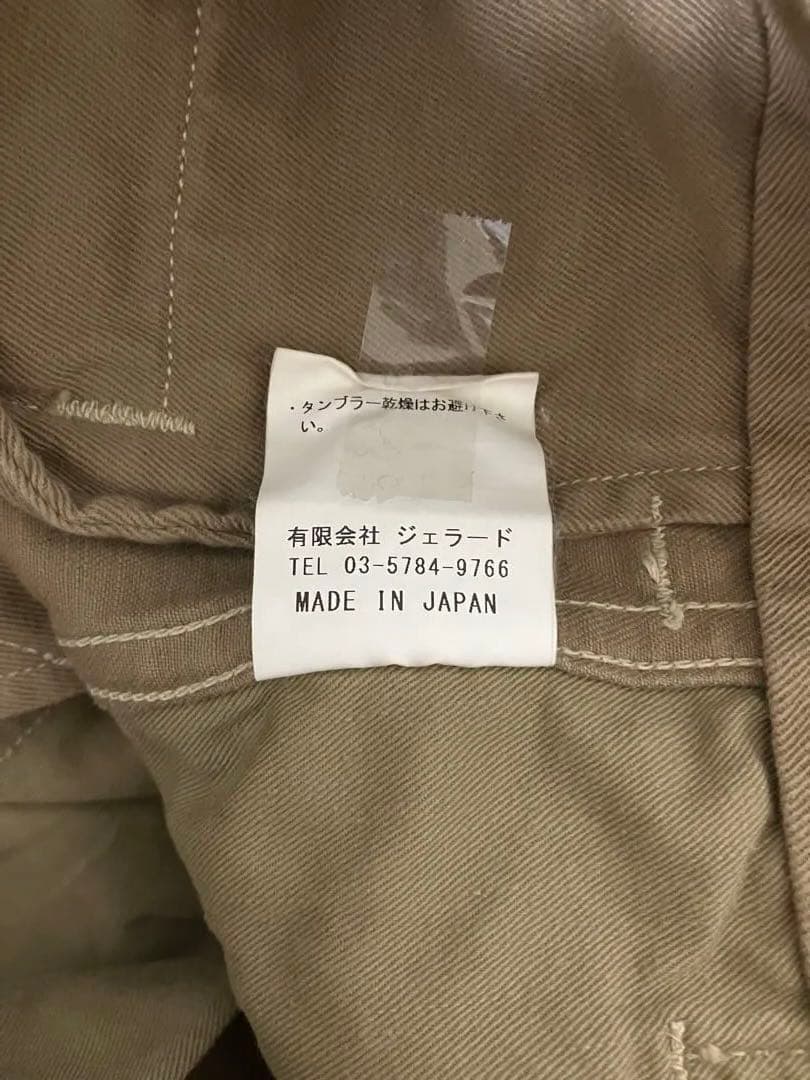 ・タンブラー乾燥はお避け下さ
い。
有限会社 ジェラード
TEL 03-5784-9766
MADE IN JAPAN